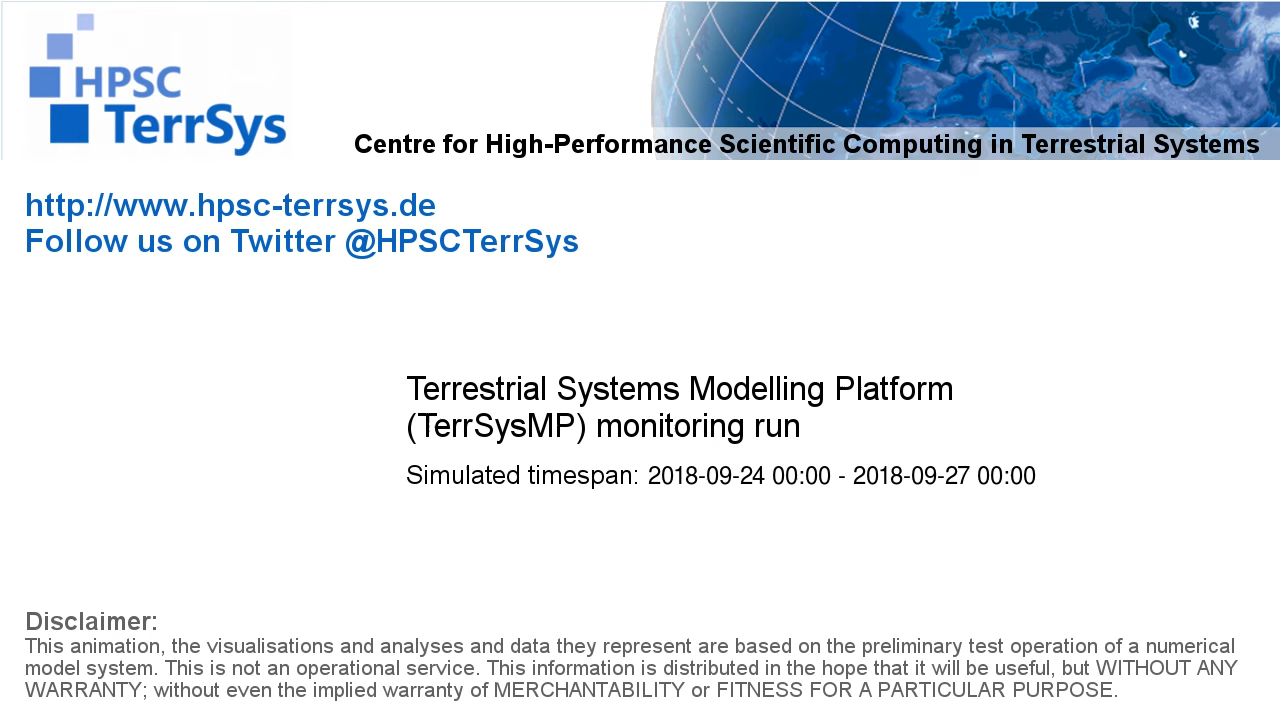 HPSC
TerrSys
Centre for High-Performance Scientific Computing in Terrestrial Systems
http://www.hpsc-terrsys.de
Follow us on Twitter @HPSCTerrSys
Terrestrial Systems Modelling Platform
(TerrSysMP) monitoring run
Simulated timespan: 2018-09-24 00:00 - 2018-09-27 00:00
Disclaimer:
This animation, the visualisations and analyses and data they represent are based on the preliminary test operation of a numerical
model system. This is not an operational service. This information is distributed in the hope that it will be useful, but WITHOUT ANY
WARRANTY; without even the implied warranty of MERCHANTABILITY or FITNESS FOR A PARTICULAR PURPOSE.